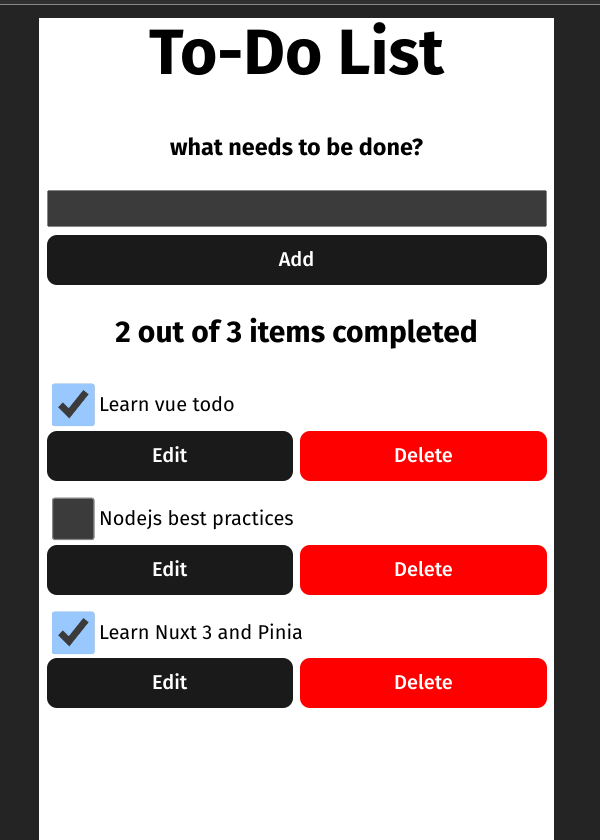 To-Do List
what needs to be done?
Add
2 out of 3 items completed
Learn vue todo
Edit Delete
Nodejs best practices
Edit Delete
Learn Nuxt 3 and Pinia
Edit Delete